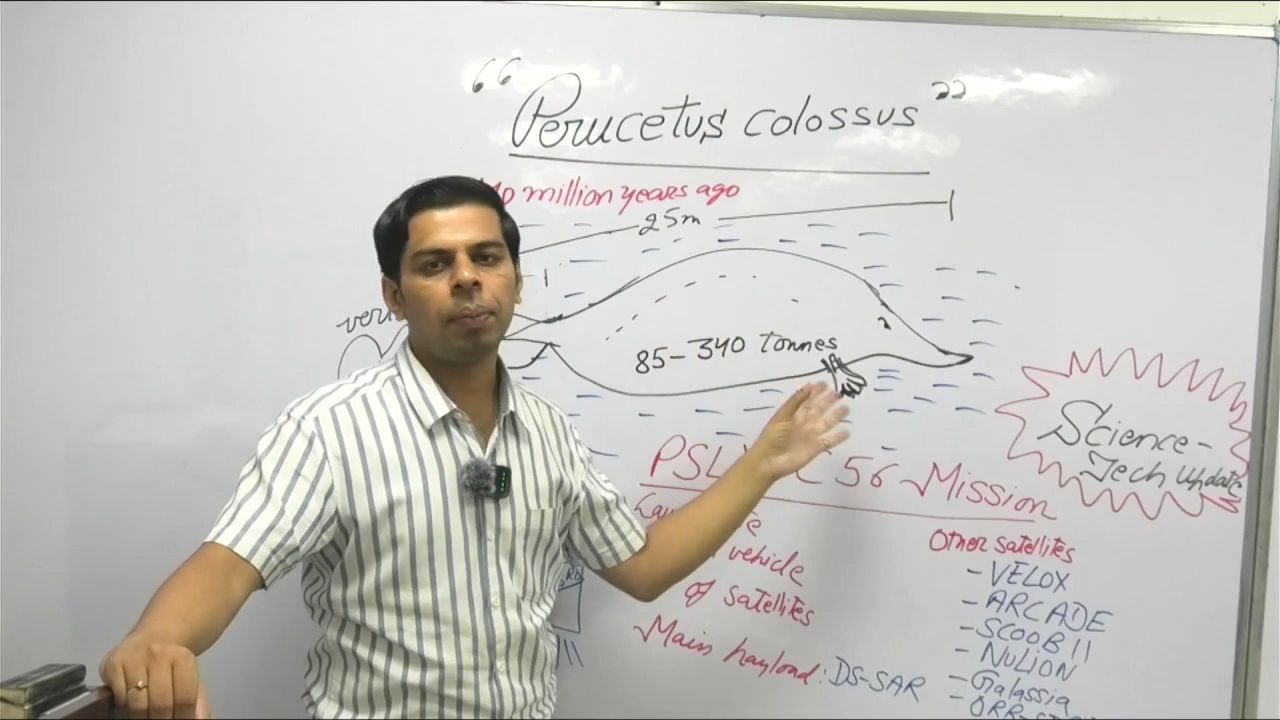 “Perucetus colossus”
million years ago
25m
85-340 Tonnes
Science-
Tech Update
56 Mission
vehicle
of satellites
Main payload: DS-SAR
Other satellites
- VELOX
- ARCADE
- SCOOB II
- NULION
- Galassia